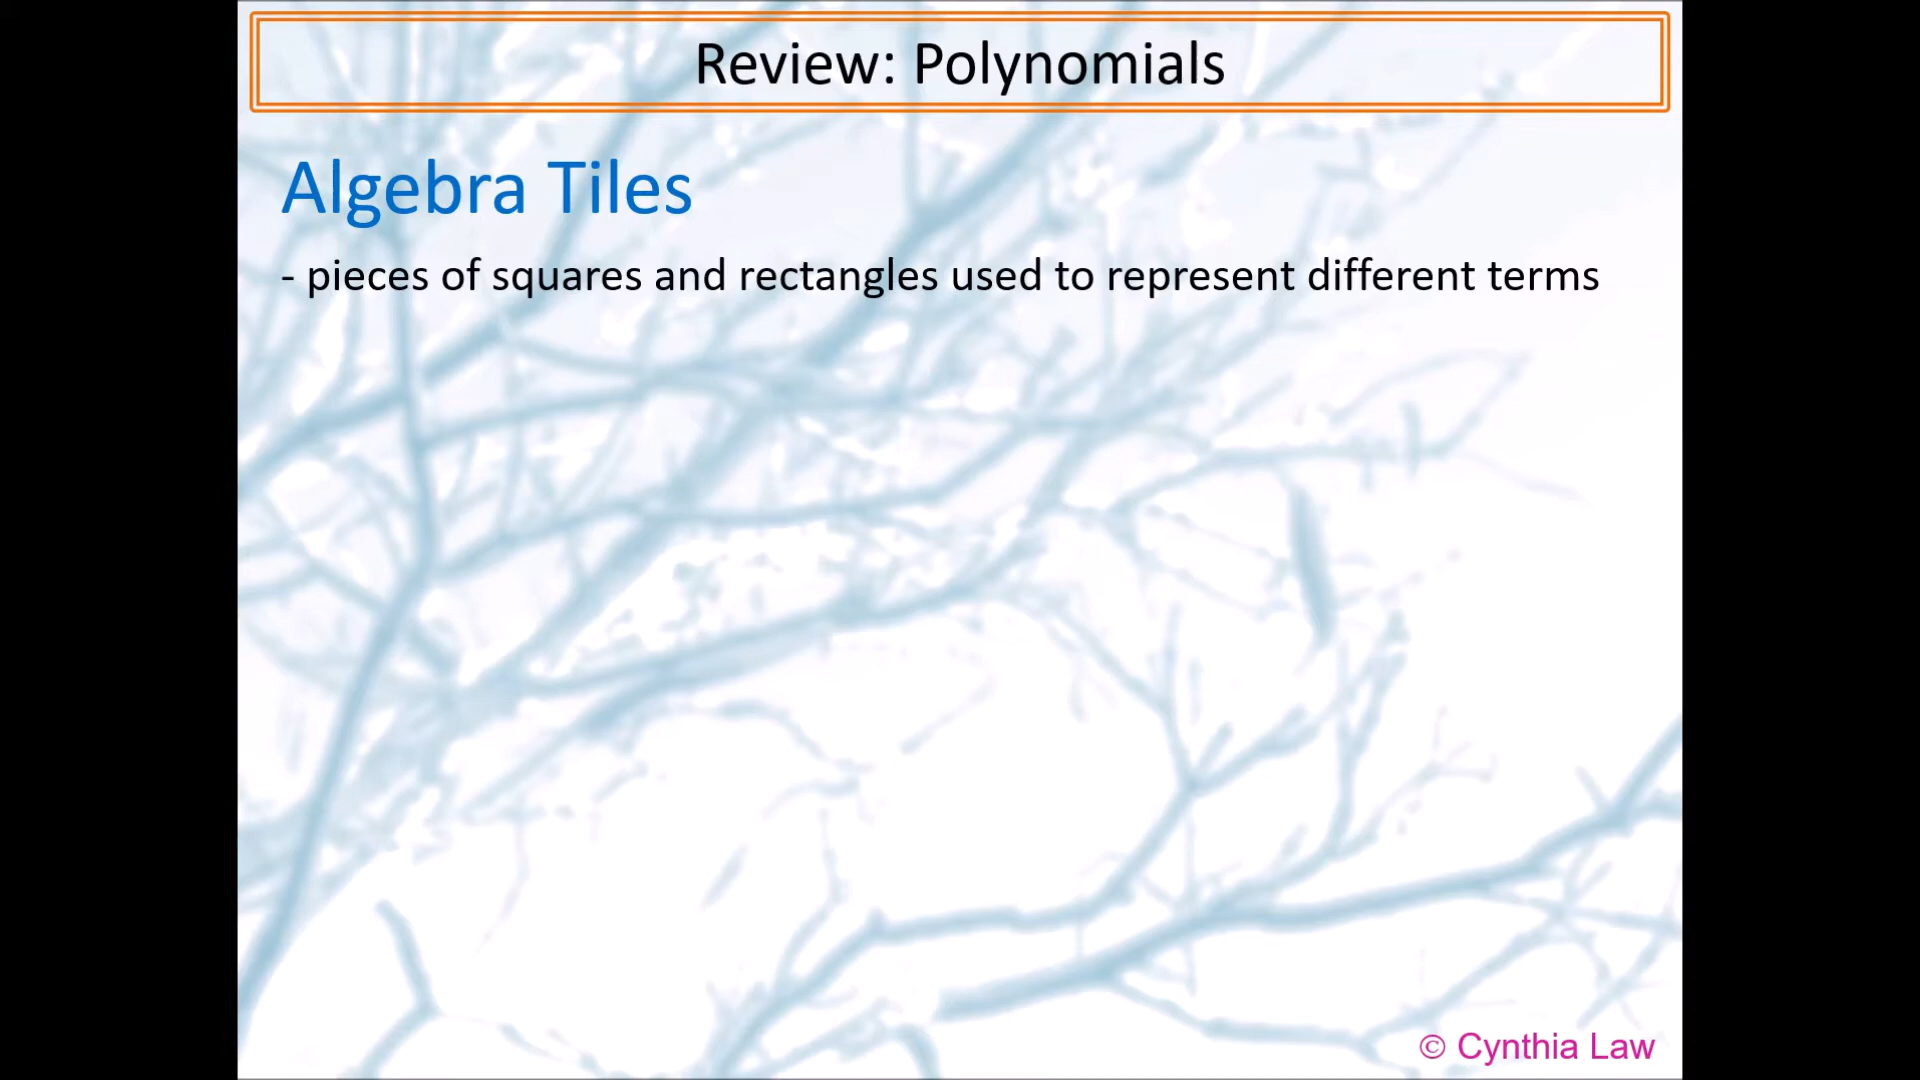 Review: Polynomials
Algebra Tiles
- pieces of squares and rectangles used to represent different terms
© Cynthia Law